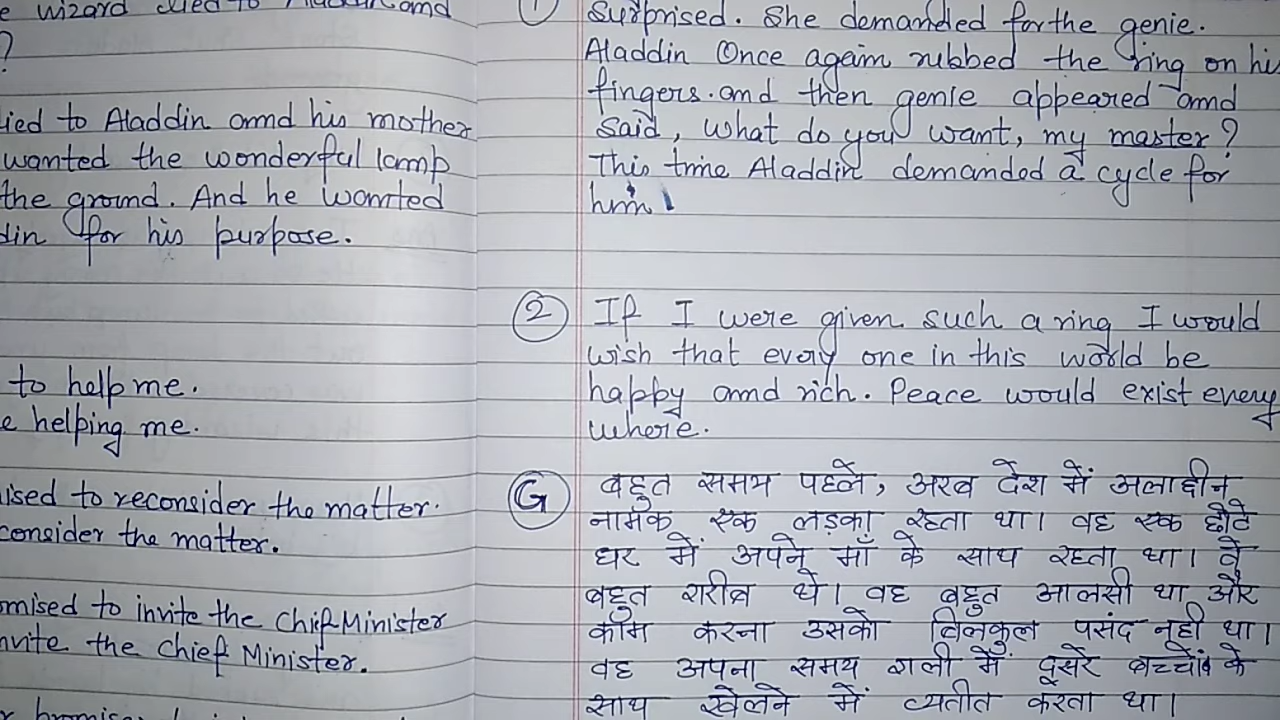 e wizard lied to Aladdin and
?
lied to Aladdin and his mother
wanted the wonderful lamp
the ground. And he wanted
din for his purpose.
to help me.
e helping me.
ised to reconsider the matter.
consider the matter.
omised to invite the Chief Minister
nvite the Chief Minister.
1 Surprised. She demanded for the genie.
Aladdin Once again rubbed the ring on his
fingers. and then genie appeared and
said, what do you want, my master?
This time Aladdin demanded a cycle for
him
2 If I were given such a ring I would
wish that every one in this world be
happy and rich. Peace would exist every
where.
G बहुत समय पहले, अरब देश में अलाद्दीन
नामक एक लड़का रहता था। वह एक छोटे
घर में अपने माँ के साथ रहता था। वे
बहुत गरीब थे। वह बहुत आलसी था और
काम करना उसको बिलकुल पसंद नहीं था।
वह अपना समय गली में दूसरे बच्चों के
साथ खेलने में व्यतीत करता था।